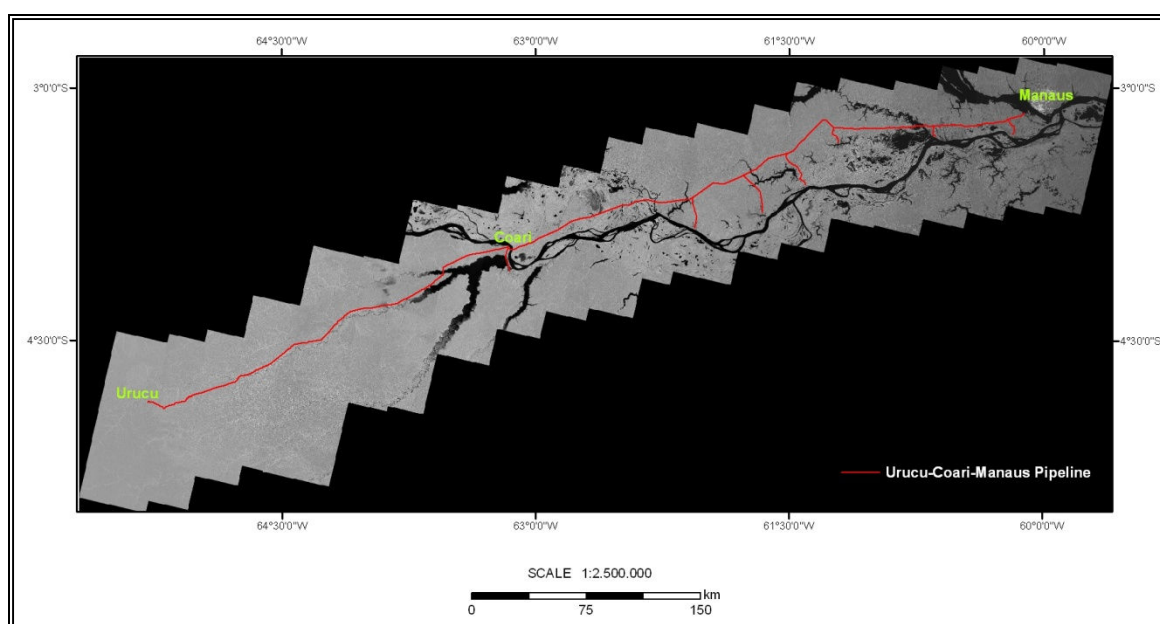 64°30'0"W 63°0'0"W 61°30'0"W 60°0'0"W
3°0'0"S 3°0'0"S
Manaus
Coari
4°30'0"S 4°30'0"S
Urucu
Urucu-Coari-Manaus Pipeline
64°30'0"W 63°0'0"W 61°30'0"W 60°0'0"W
SCALE 1:2.500.000
km
0 75 150